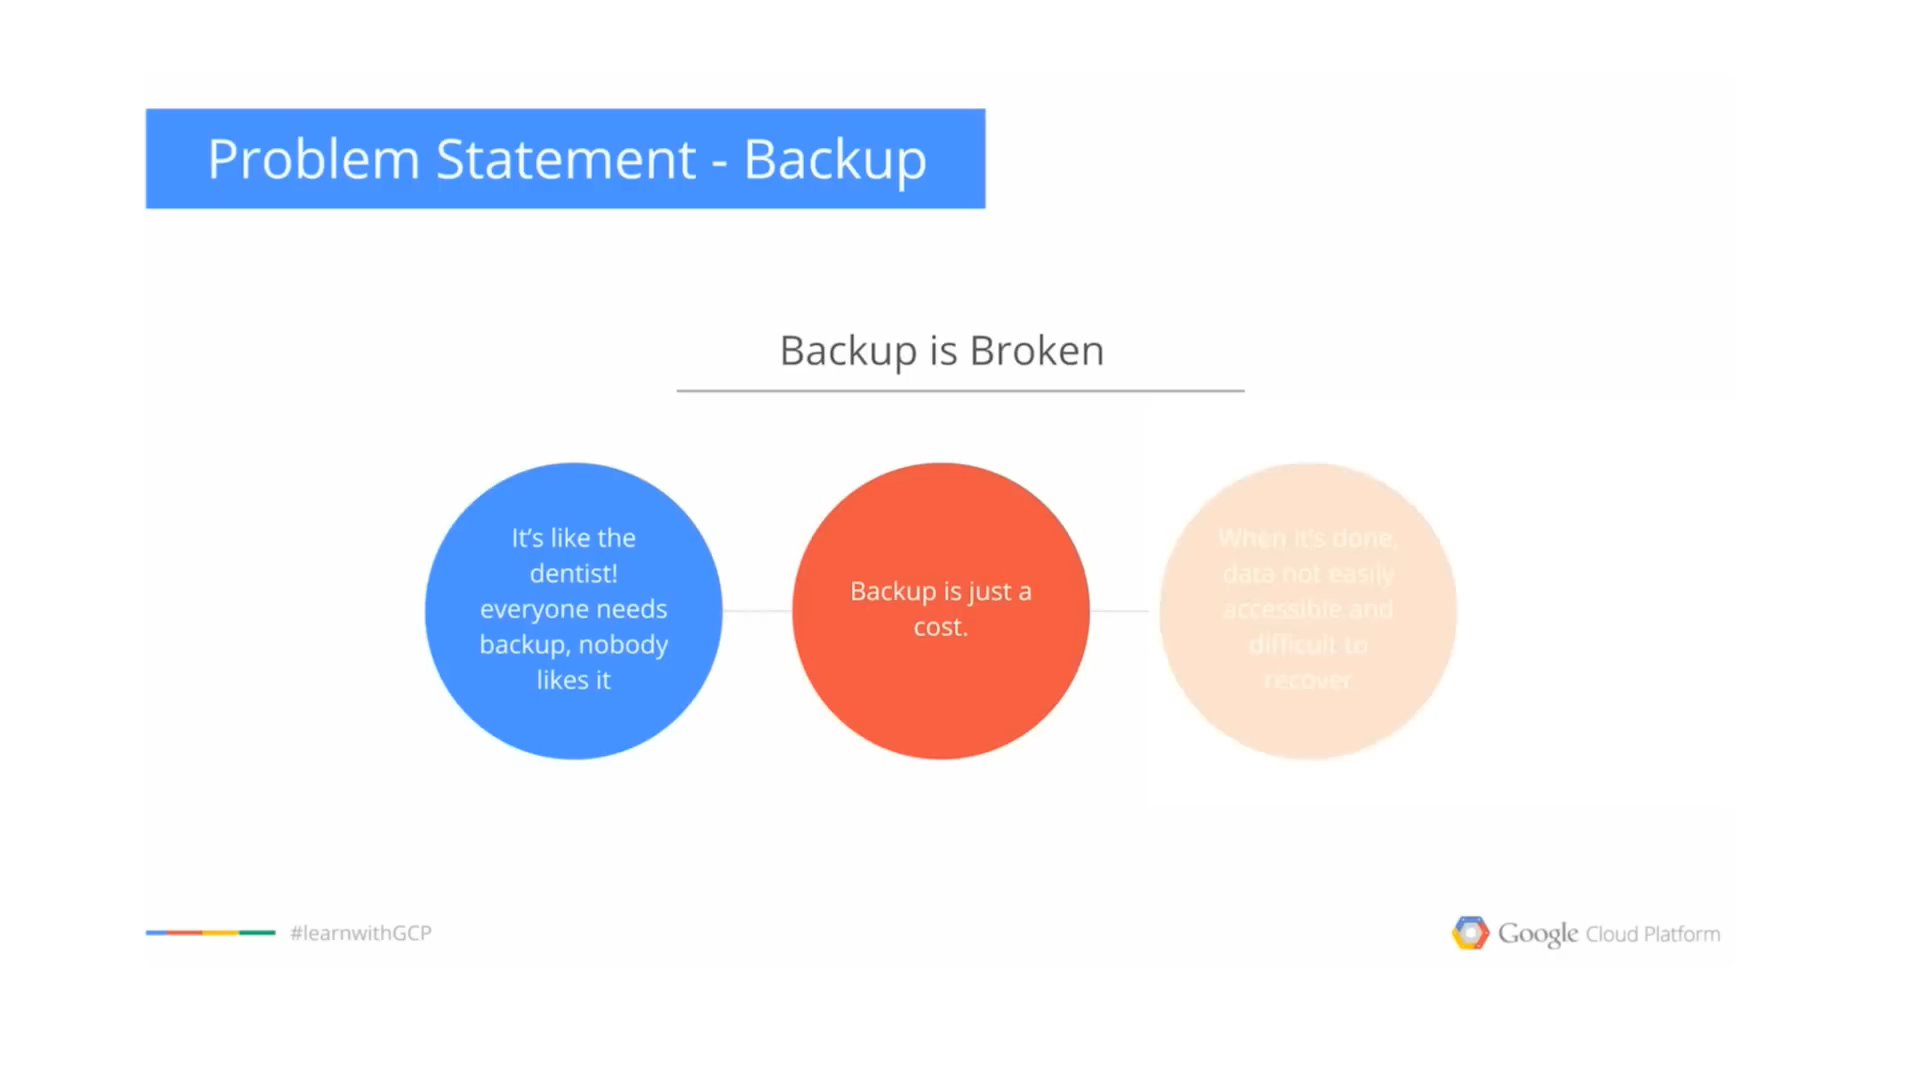 Problem Statement - Backup
Backup is Broken
It’s like the
dentist!
everyone needs
backup, nobody
likes it
Backup is just a
cost.
When it's done,
data not easily
accessible and
difficult to
recover
#learnwithGCP
Google Cloud Platform